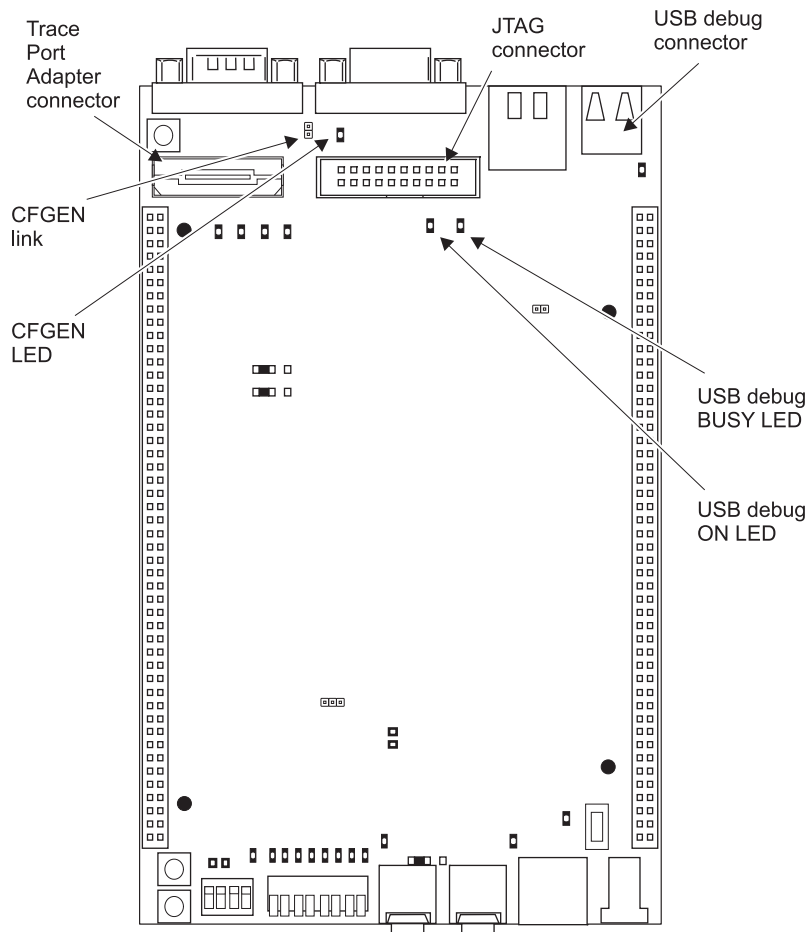 Trace
Port
Adapter
connector
JTAG
connector
USB debug
connector
CFGEN
link
CFGEN
LED
USB debug
BUSY LED
USB debug
ON LED